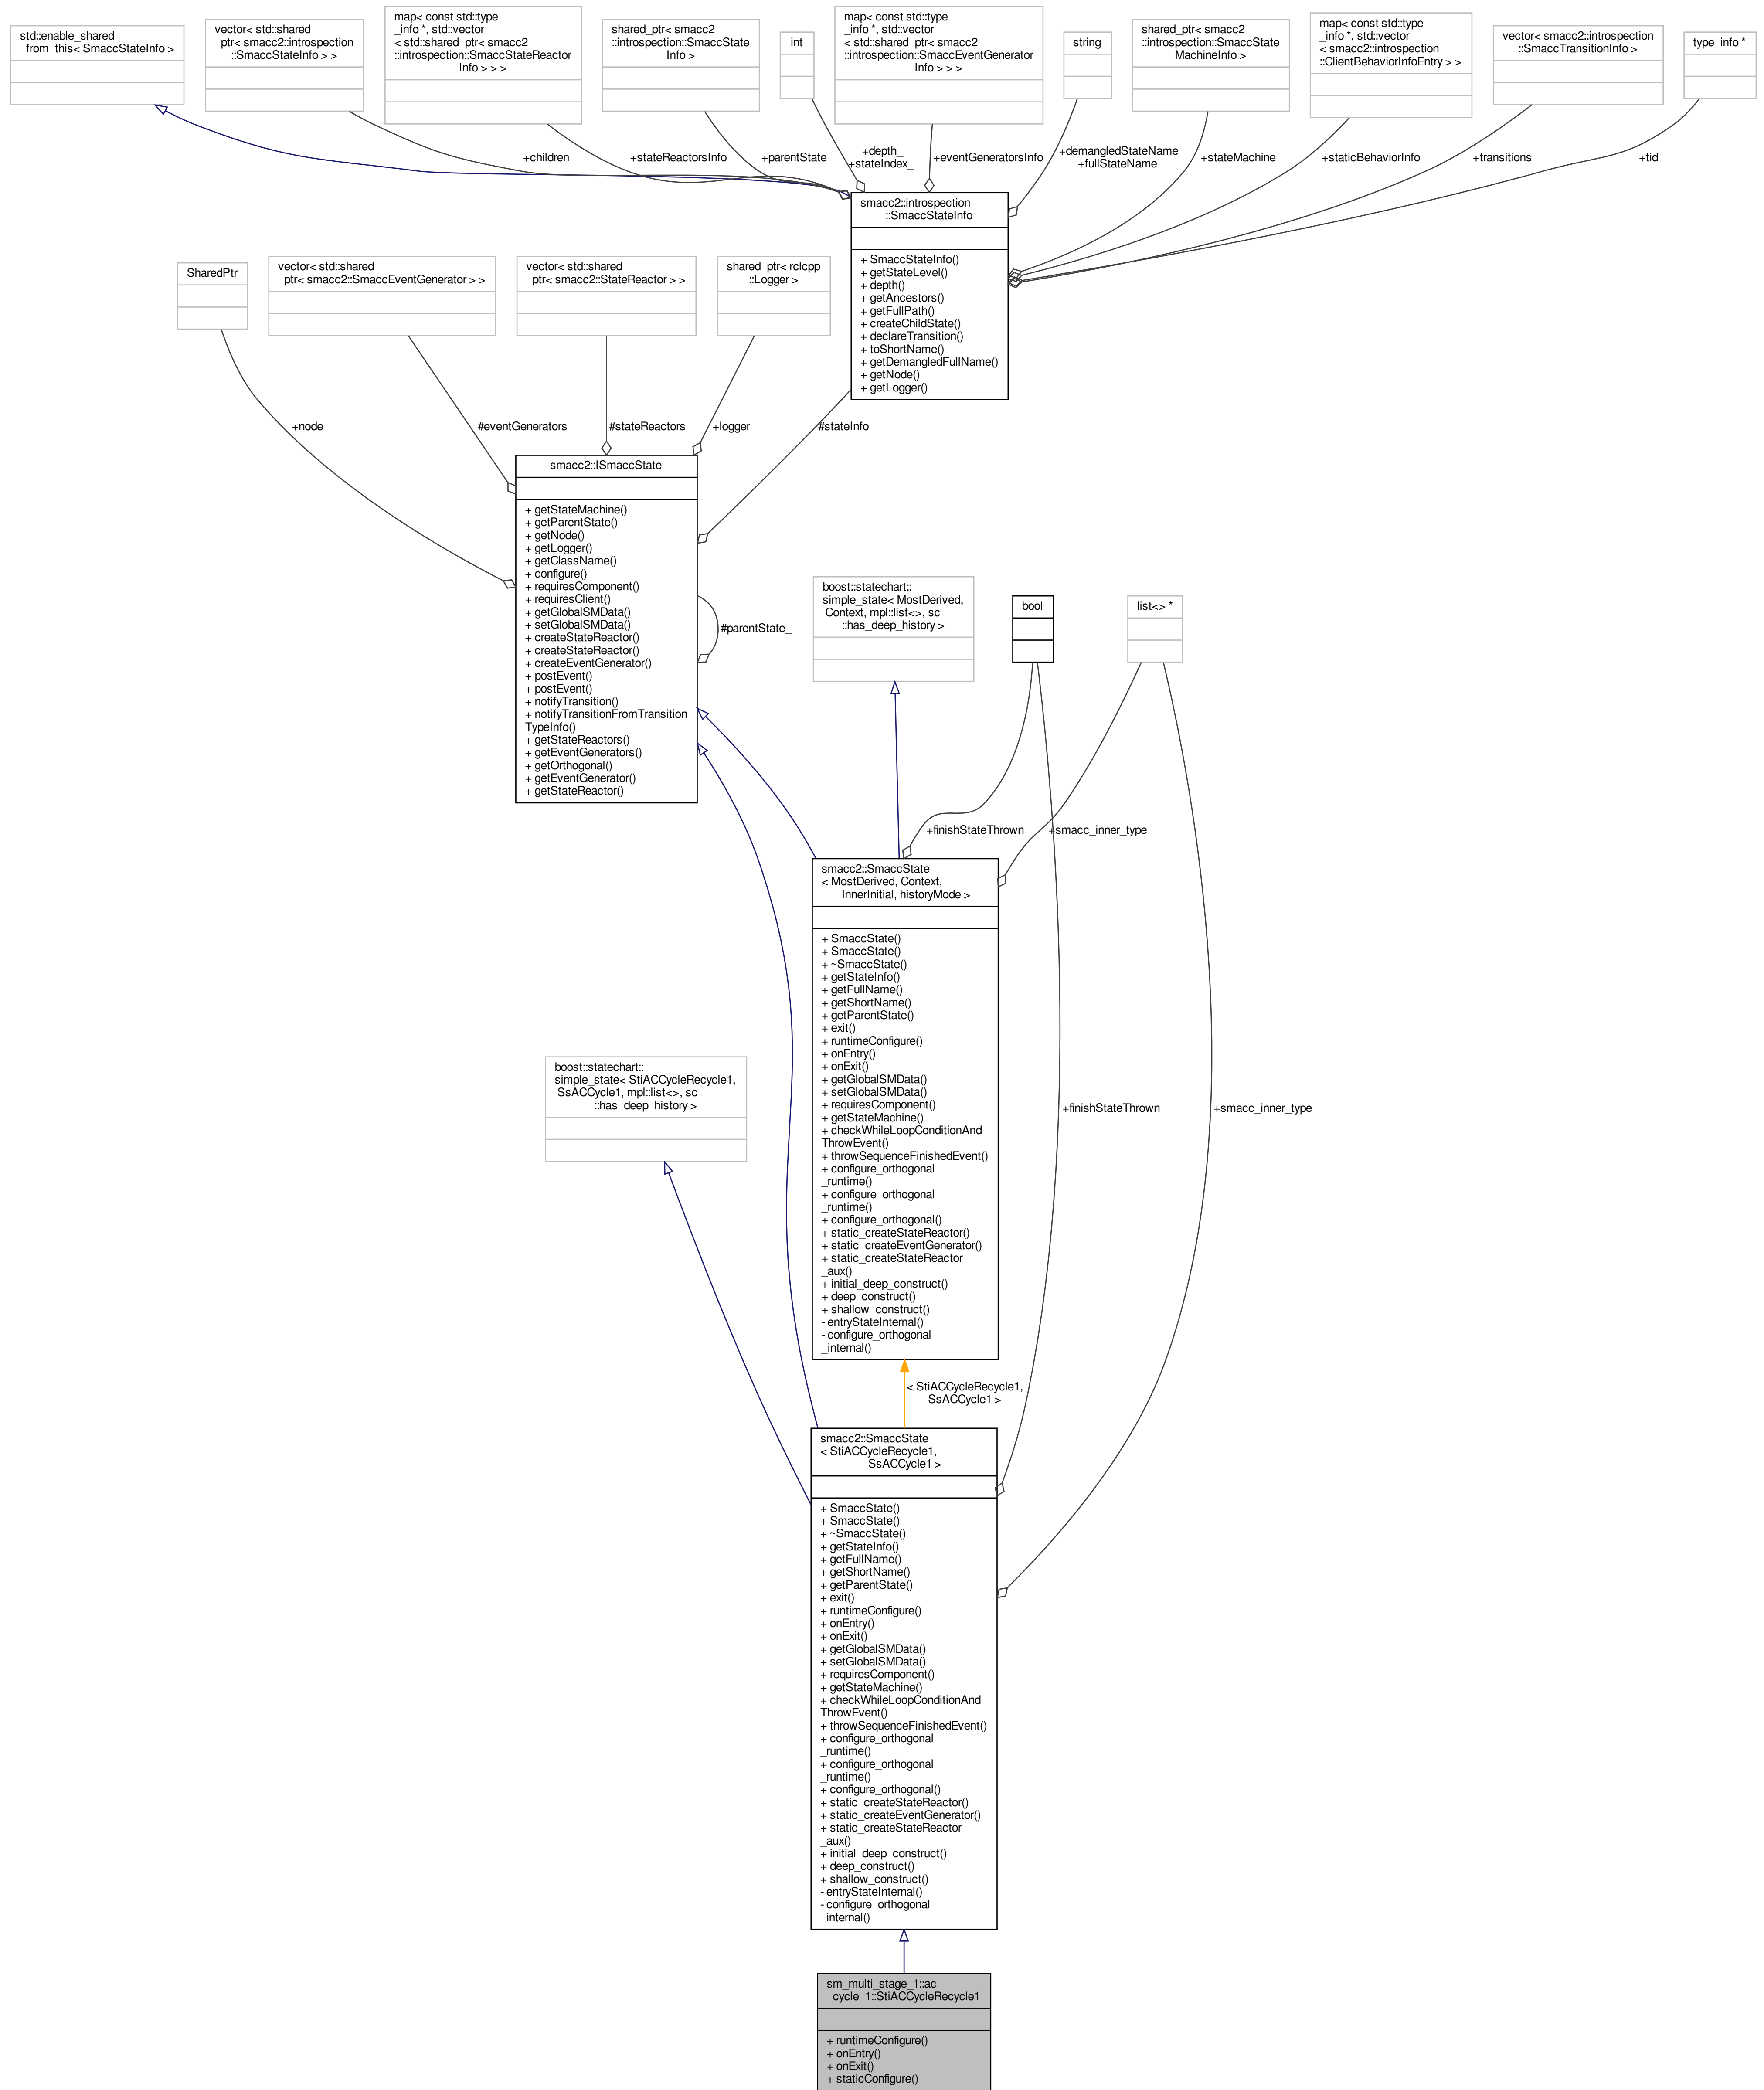 std::enable_shared
_from_this< SmaccStateInfo >
vector< std::shared
_ptr< smacc2::introspection
::SmaccStateInfo > >
map< const std::type
_info *, std::vector
< std::shared_ptr< smacc2
::introspection::SmaccStateReactor
Info > > >
shared_ptr< smacc2
::introspection::SmaccState
Info >
int
map< const std::type
_info *, std::vector
< std::shared_ptr< smacc2
::introspection::SmaccEventGenerator
Info > > >
string
shared_ptr< smacc2
::introspection::SmaccState
MachineInfo >
map< const std::type
_info *, std::vector
< smacc2::introspection
::ClientBehaviorInfoEntry > >
vector< smacc2::introspection
::SmaccTransitionInfo >
type_info *
+children_
+stateReactorsInfo
+parentState_
+depth_
+stateIndex_
+eventGeneratorsInfo
+demangledStateName
+fullStateName
+stateMachine_
+staticBehaviorInfo
+transitions_
+tid_
smacc2::introspection
::SmaccStateInfo
+ SmaccStateInfo()
+ getStateLevel()
+ depth()
+ getAncestors()
+ getFullPath()
+ createChildState()
+ declareTransition()
+ toShortName()
+ getDemangledFullName()
+ getNode()
+ getLogger()
SharedPtr
vector< std::shared
_ptr< smacc2::SmaccEventGenerator > >
vector< std::shared
_ptr< smacc2::StateReactor > >
shared_ptr< rclcpp
::Logger >
+node_
#eventGenerators_
#stateReactors_
+logger_
#stateInfo_
smacc2::ISmaccState
+ getStateMachine()
+ getParentState()
+ getNode()
+ getLogger()
+ getClassName()
+ configure()
+ requiresComponent()
+ requiresClient()
+ getGlobalSMData()
+ setGlobalSMData()
+ createStateReactor()
+ createStateReactor()
+ createEventGenerator()
+ postEvent()
+ postEvent()
+ notifyTransition()
+ notifyTransitionFromTransition
TypeInfo()
+ getStateReactors()
+ getEventGenerators()
+ getOrthogonal()
+ getEventGenerator()
+ getStateReactor()
#parentState_
boost::statechart::
simple_state< MostDerived,
Context, mpl::list<>, sc
::has_deep_history >
bool
list<> *
+finishStateThrown
+smacc_inner_type
smacc2::SmaccState
< MostDerived, Context,
InnerInitial, historyMode >
+ SmaccState()
+ SmaccState()
+ ~SmaccState()
+ getStateInfo()
+ getFullName()
+ getShortName()
+ getParentState()
+ exit()
+ runtimeConfigure()
+ onEntry()
+ onExit()
+ getGlobalSMData()
+ setGlobalSMData()
+ requiresComponent()
+ getStateMachine()
+ checkWhileLoopConditionAnd
ThrowEvent()
+ throwSequenceFinishedEvent()
+ configure_orthogonal
_runtime()
+ configure_orthogonal
_runtime()
+ configure_orthogonal()
+ static_createStateReactor()
+ static_createEventGenerator()
+ static_createStateReactor
_aux()
+ initial_deep_construct()
+ deep_construct()
+ shallow_construct()
- entryStateInternal()
- configure_orthogonal
_internal()
boost::statechart::
simple_state< StiACCycleRecycle1,
SsACCycle1, mpl::list<>, sc
::has_deep_history >
+finishStateThrown
+smacc_inner_type
< StiACCycleRecycle1,
SsACCycle1 >
smacc2::SmaccState
< StiACCycleRecycle1,
SsACCycle1 >
+ SmaccState()
+ SmaccState()
+ ~SmaccState()
+ getStateInfo()
+ getFullName()
+ getShortName()
+ getParentState()
+ exit()
+ runtimeConfigure()
+ onEntry()
+ onExit()
+ getGlobalSMData()
+ setGlobalSMData()
+ requiresComponent()
+ getStateMachine()
+ checkWhileLoopConditionAnd
ThrowEvent()
+ throwSequenceFinishedEvent()
+ configure_orthogonal
_runtime()
+ configure_orthogonal
_runtime()
+ configure_orthogonal()
+ static_createStateReactor()
+ static_createEventGenerator()
+ static_createStateReactor
_aux()
+ initial_deep_construct()
+ deep_construct()
+ shallow_construct()
- entryStateInternal()
- configure_orthogonal
_internal()
sm_multi_stage_1::ac
_cycle_1::StiACCycleRecycle1
+ runtimeConfigure()
+ onEntry()
+ onExit()
+ staticConfigure()